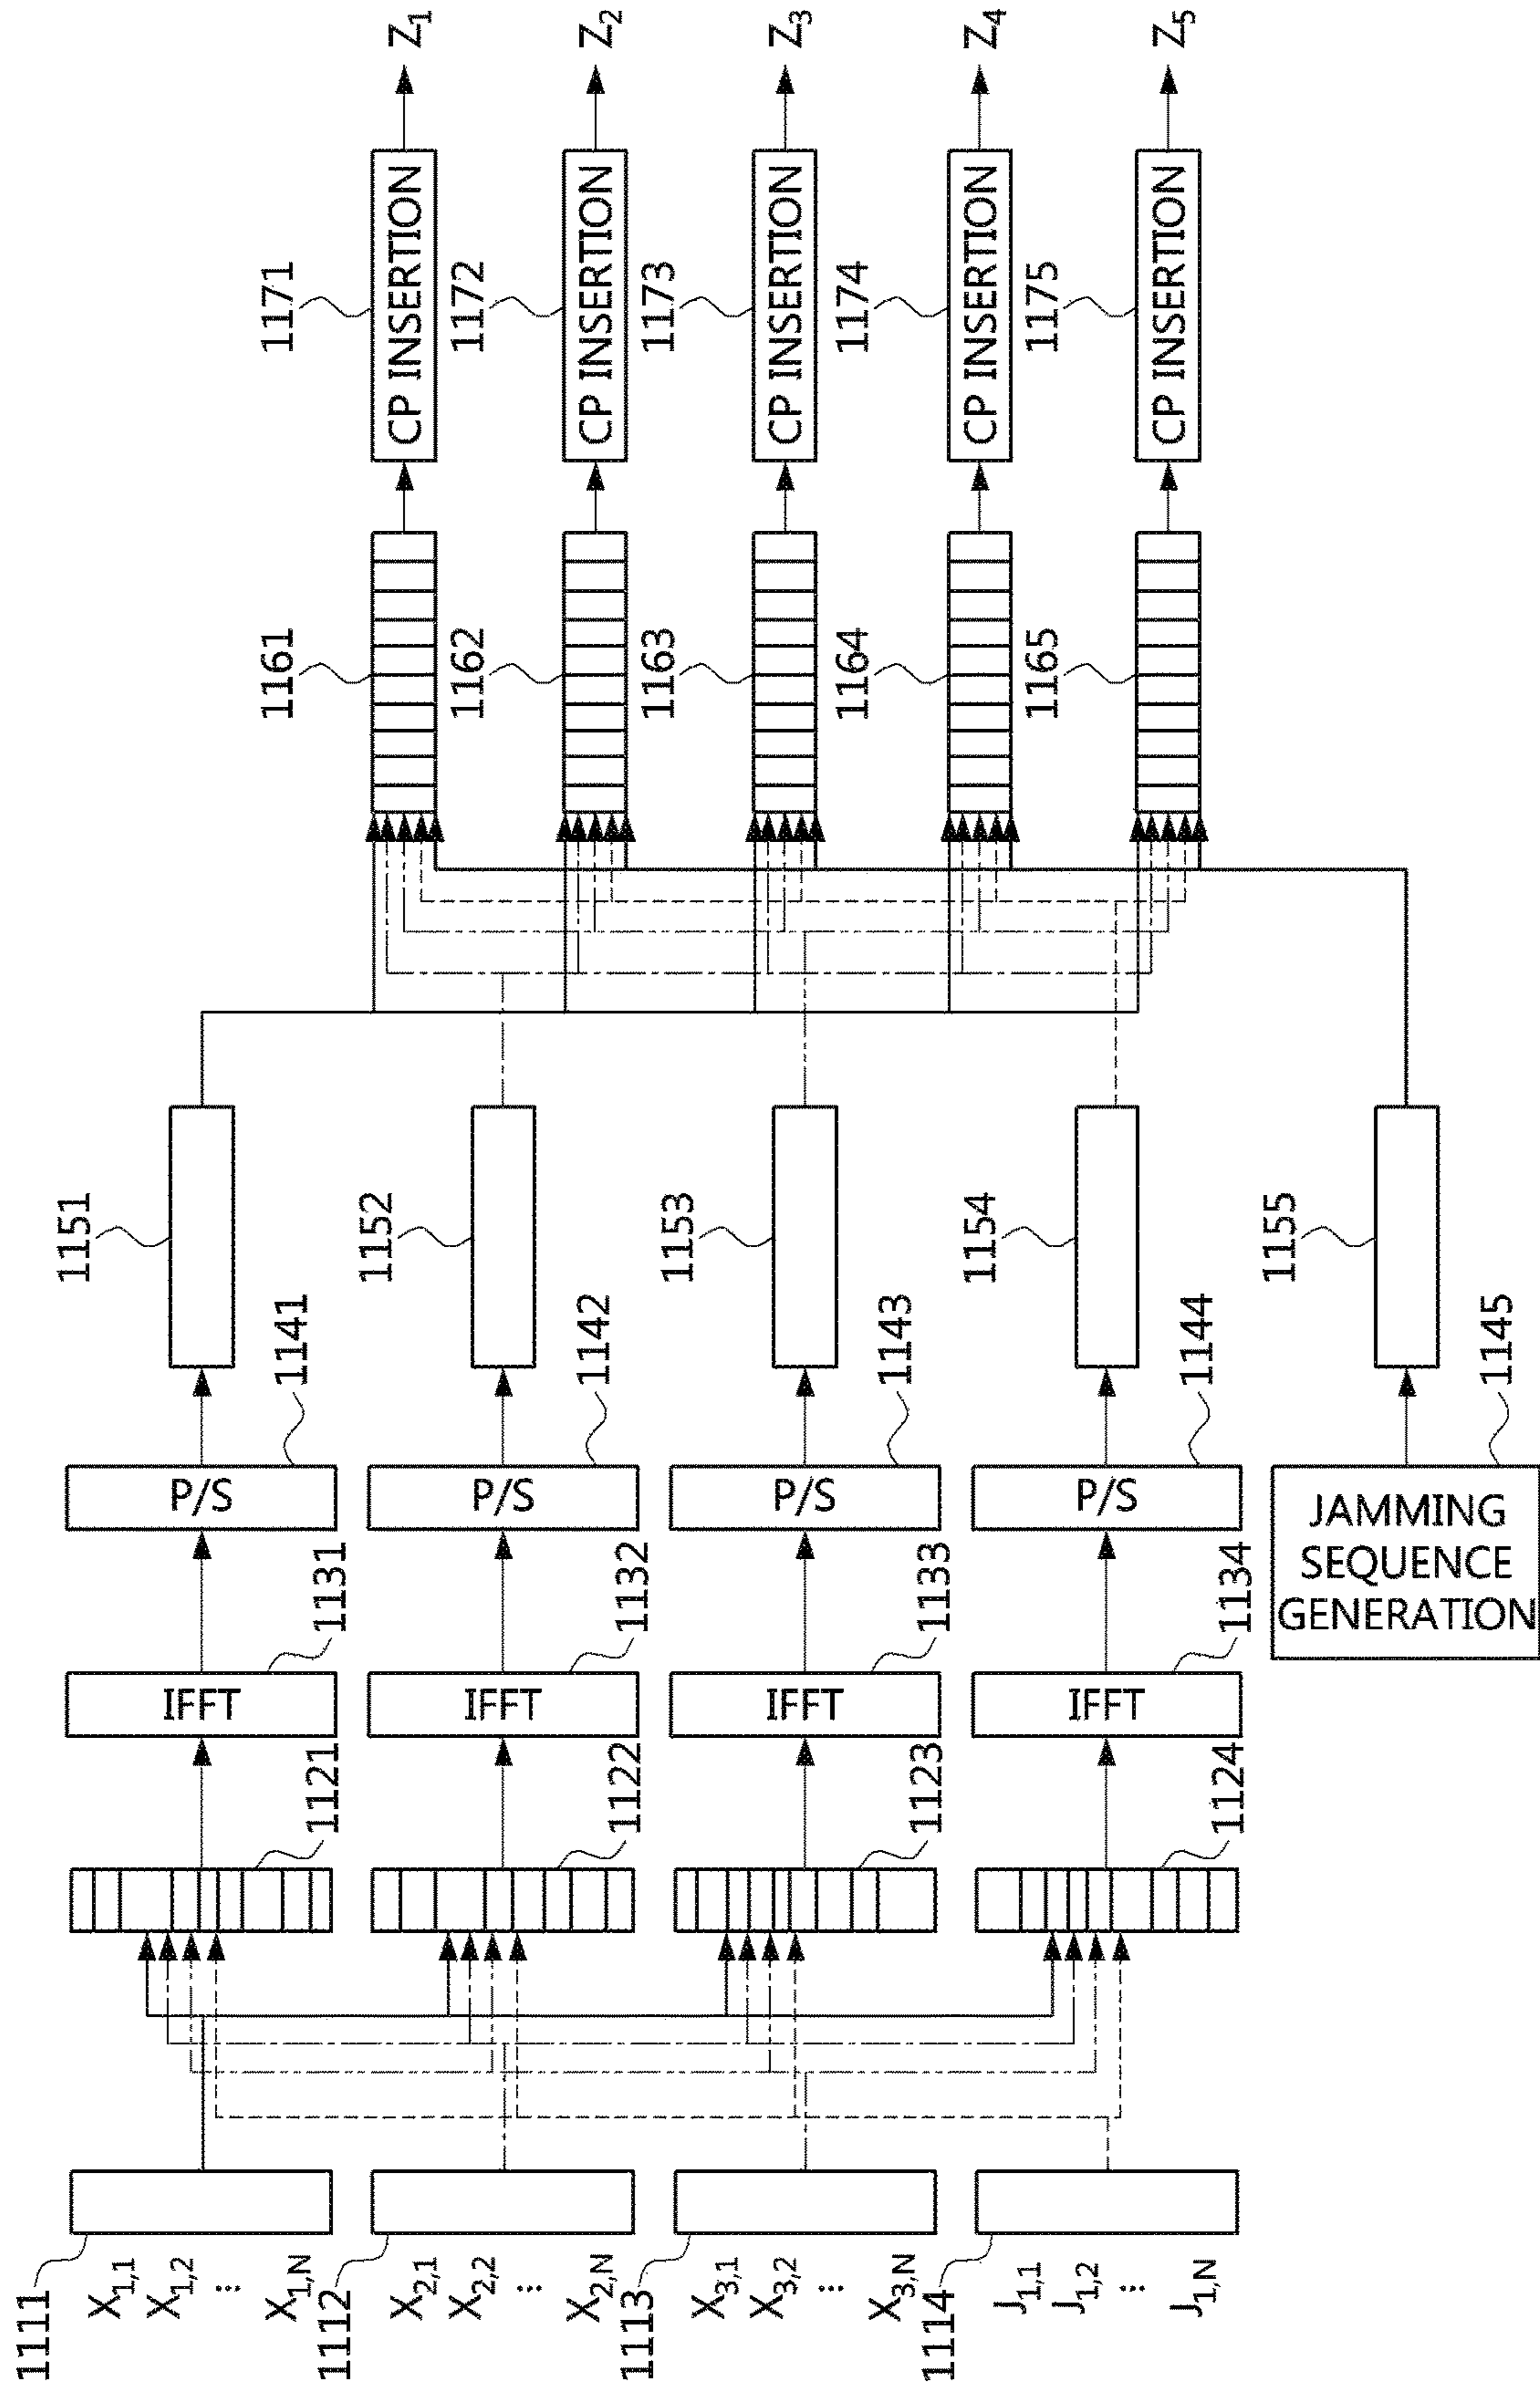 1111
X1,1
X1,2
⋮
X1,N
1112
X2,1
X2,2
⋮
X2,N
1113
X3,1
X3,2
⋮
X3,N
1114
J1,1
J1,2
⋮
J1,N
1121
1122
1123
1124
IFFT
1131
IFFT
1132
IFFT
1133
IFFT
1134
P/S
1141
P/S
1142
P/S
1143
P/S
1144
JAMMING
SEQUENCE
GENERATION
1145
1151
1152
1153
1154
1155
1161
1162
1163
1164
1165
CP INSERTION
1171
CP INSERTION
1172
CP INSERTION
1173
CP INSERTION
1174
CP INSERTION
1175
Z1
Z2
Z3
Z4
Z5